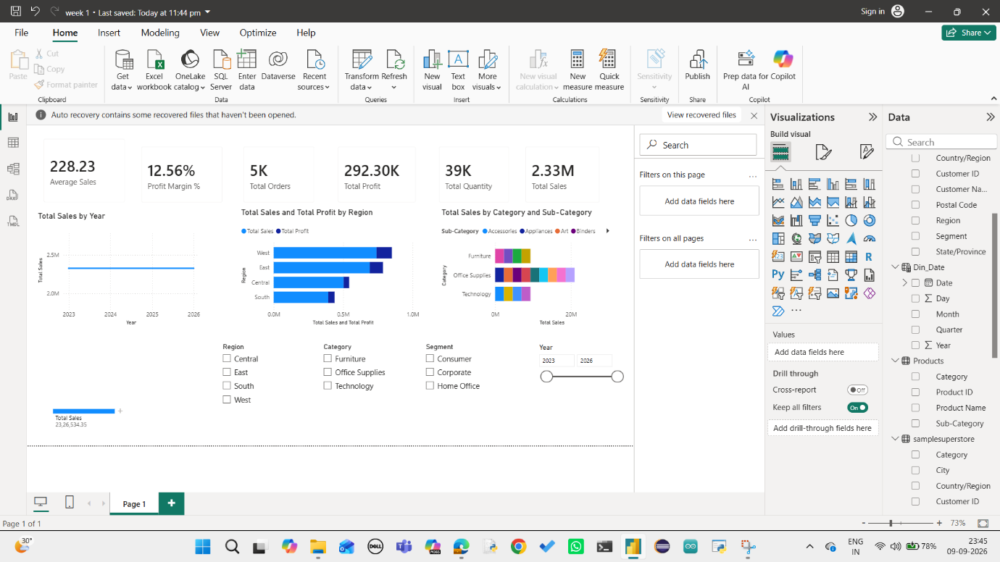 week 1 • Last saved: Today at 11:44 pm
Sign in
File Home Insert Modeling View Optimize Help
Share
Paste
Cut
Copy
Format painter
Clipboard
Get data
Excel workbook
OneLake catalog
SQL Server
Enter data
Dataverse
Recent sources
Data
Transform data
Refresh
Queries
New visual
Text box
More visuals
Insert
New visual calculation
New measure
Quick measure
Calculations
Sensitivity
Sensitivity
Publish
Share
Prep data for AI
Copilot
Copilot
Auto recovery contains some recovered files that haven't been opened.
View recovered files
228.23
Average Sales
12.56%
Profit Margin %
5K
Total Orders
292.30K
Total Profit
39K
Total Quantity
2.33M
Total Sales
Total Sales by Year
Total Sales
2.5M
2.0M
2023 2024 2025 2026
Year
Total Sales and Total Profit by Region
Total Sales Total Profit
Region
West
East
Central
South
0.0M 0.5M 1.0M
Total Sales and Total Profit
Total Sales by Category and Sub-Category
Sub-Category Accessories Appliances Art Binders
Category
Furniture
Office Supplies
Technology
0M 20M
Total Sales
Region
Central
East
South
West
Category
Furniture
Office Supplies
Technology
Segment
Consumer
Corporate
Home Office
Year
2023 2026
Total Sales
23,26,534.35
Search
Filters on this page
Add data fields here
Filters on all pages
Add data fields here
Visualizations
Build visual
Values
Add data fields here
Drill through
Cross-report Off
Keep all filters On
Add drill-through fields here
Data
Search
Country/Region
Customer ID
Customer Na...
Postal Code
Region
Segment
State/Province
Din_Date
Date
Day
Month
Quarter
Year
Products
Category
Product ID
Product Name
Sub-Category
samplesuperstore
Category
City
Country/Region
Customer ID
Page 1
Page 1 of 1
73%
30°
DELL
M365
ENG
IN
78%
23:45
09-09-2026